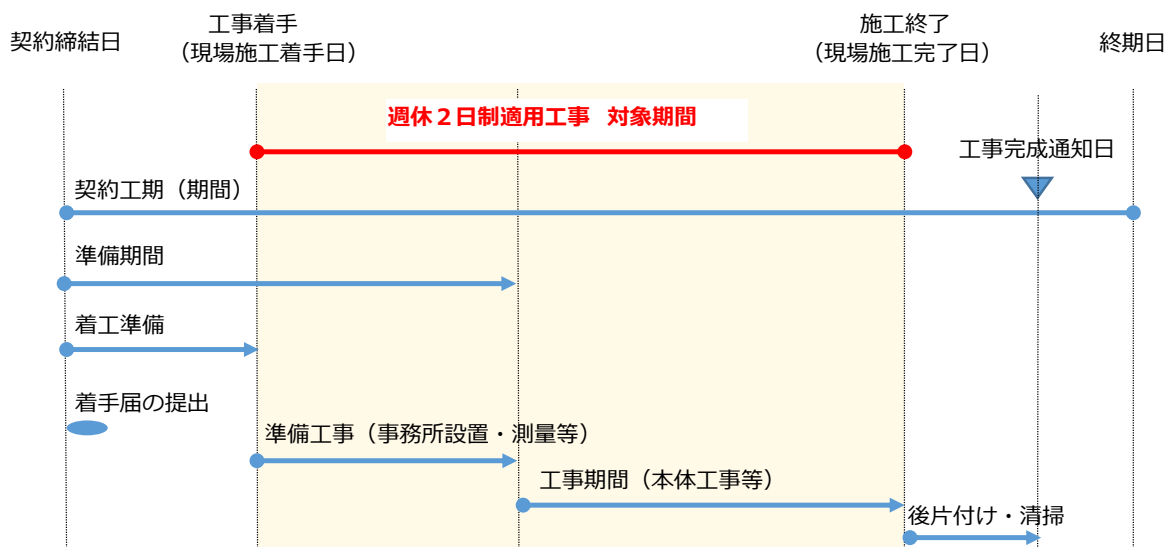 契約締結日
工事着手
（現場施工着手日）
施工終了
（現場施工完了日）
終期日
週休２日制適用工事 対象期間
工事完成通知日
契約工期（期間）
準備期間
着工準備
着手届の提出
準備工事（事務所設置・測量等）
工事期間（本体工事等）
後片付け・清掃